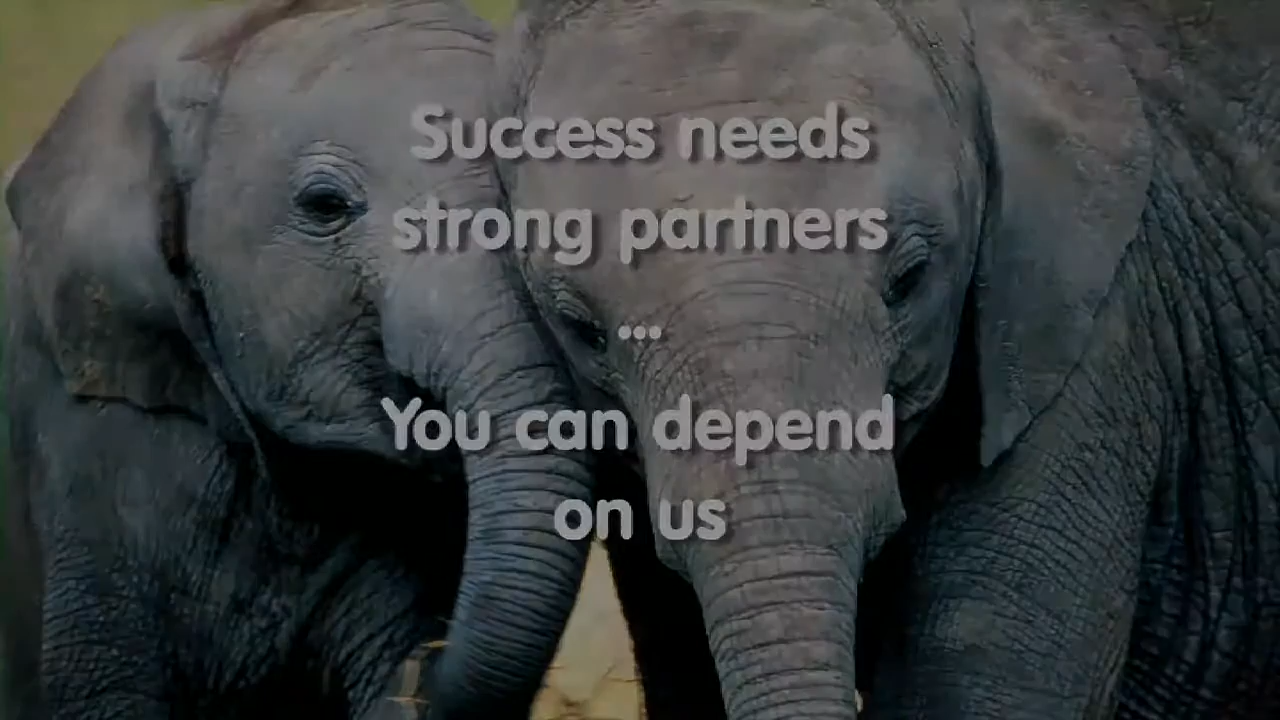 Success needs
strong partners
...
You can depend
on us